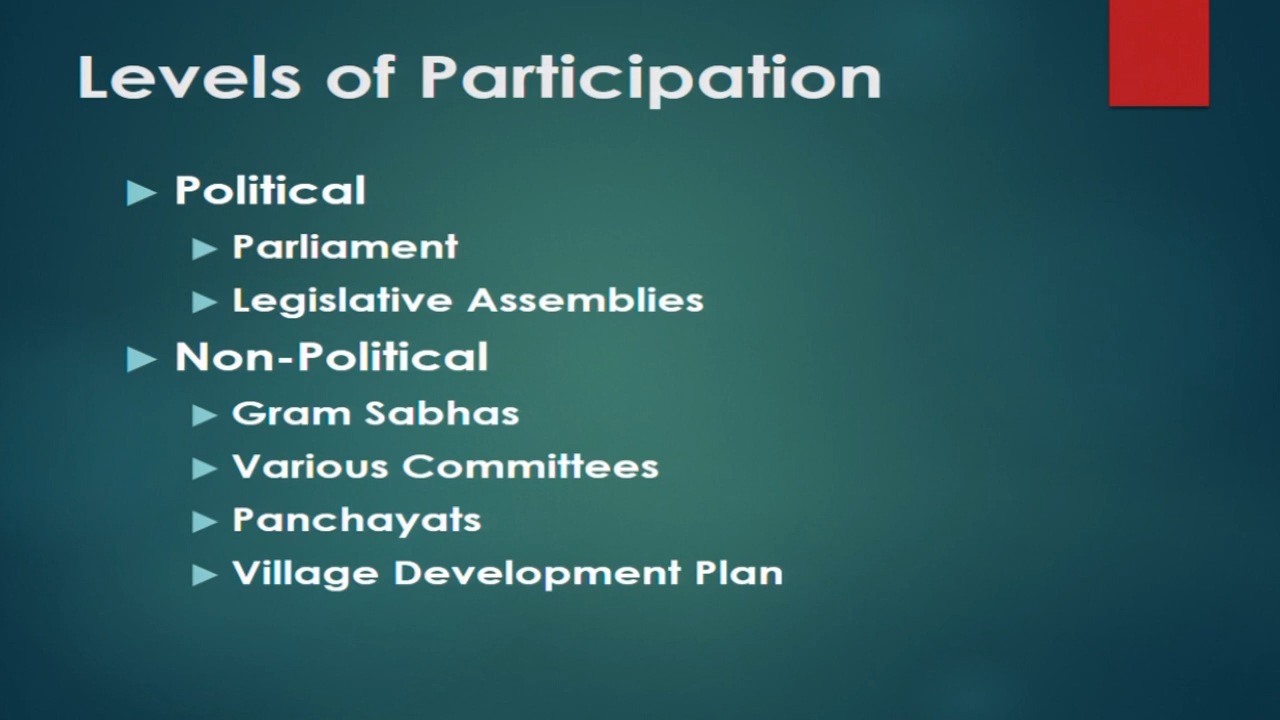 Levels of Participation
Political
Parliament
Legislative Assemblies
Non-Political
Gram Sabhas
Various Committees
Panchayats
Village Development Plan